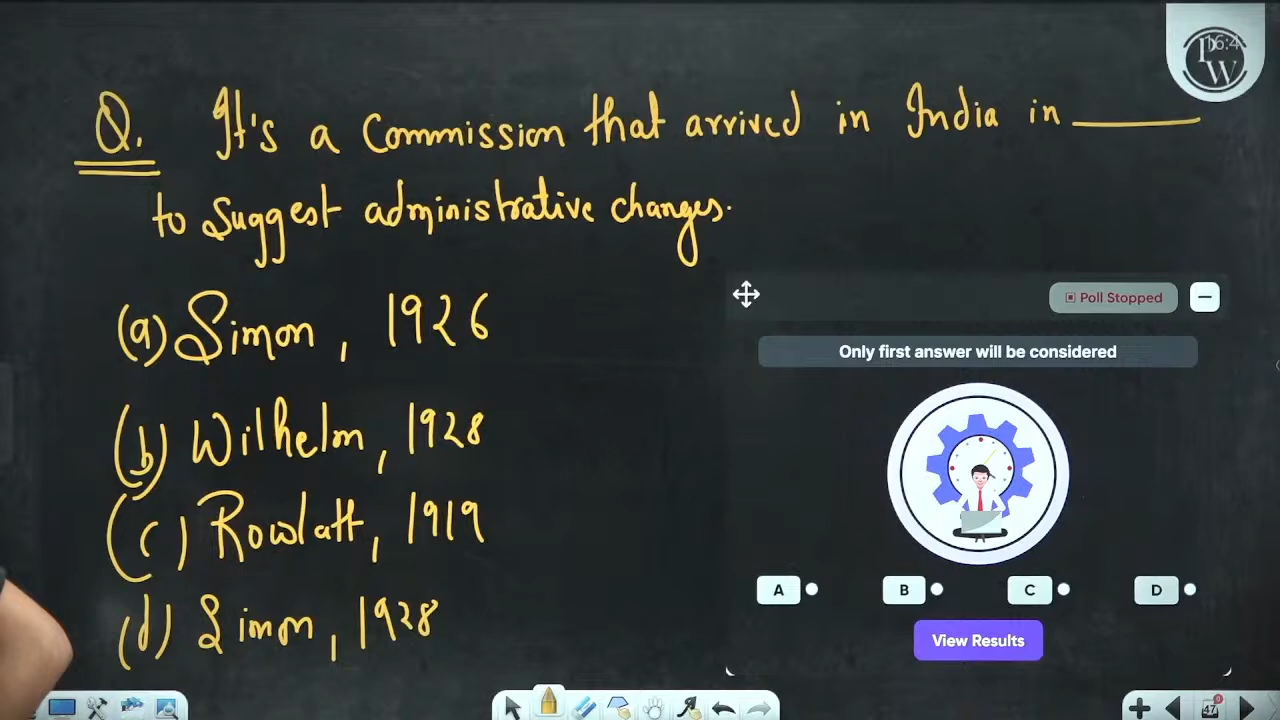 Q. It's a Commission that arrived in India in ______
to suggest administrative changes.
(a) Simon, 1926
(b) Wilhelm, 1928
(c) Rowlatt, 1919
(d) Simon, 1928
Poll Stopped
Only first answer will be considered
A
B
C
D
View Results
W
47